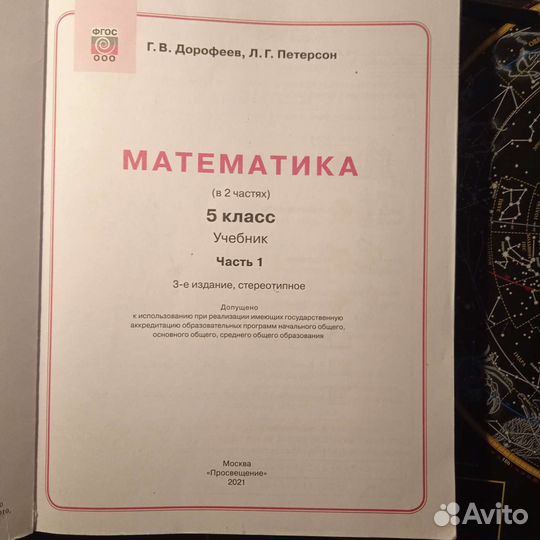 ФГОС
ООО
Г. В. Дорофеев, Л. Г. Петерсон
МАТЕМАТИКА
(в 2 частях)
5 класс
Учебник
Часть 1
3-е издание, стереотипное
Допущено
к использованию при реализации имеющих государственную
аккредитацию образовательных программ начального общего,
основного общего, среднего общего образования
Москва
«Просвещение»
2021
Avito